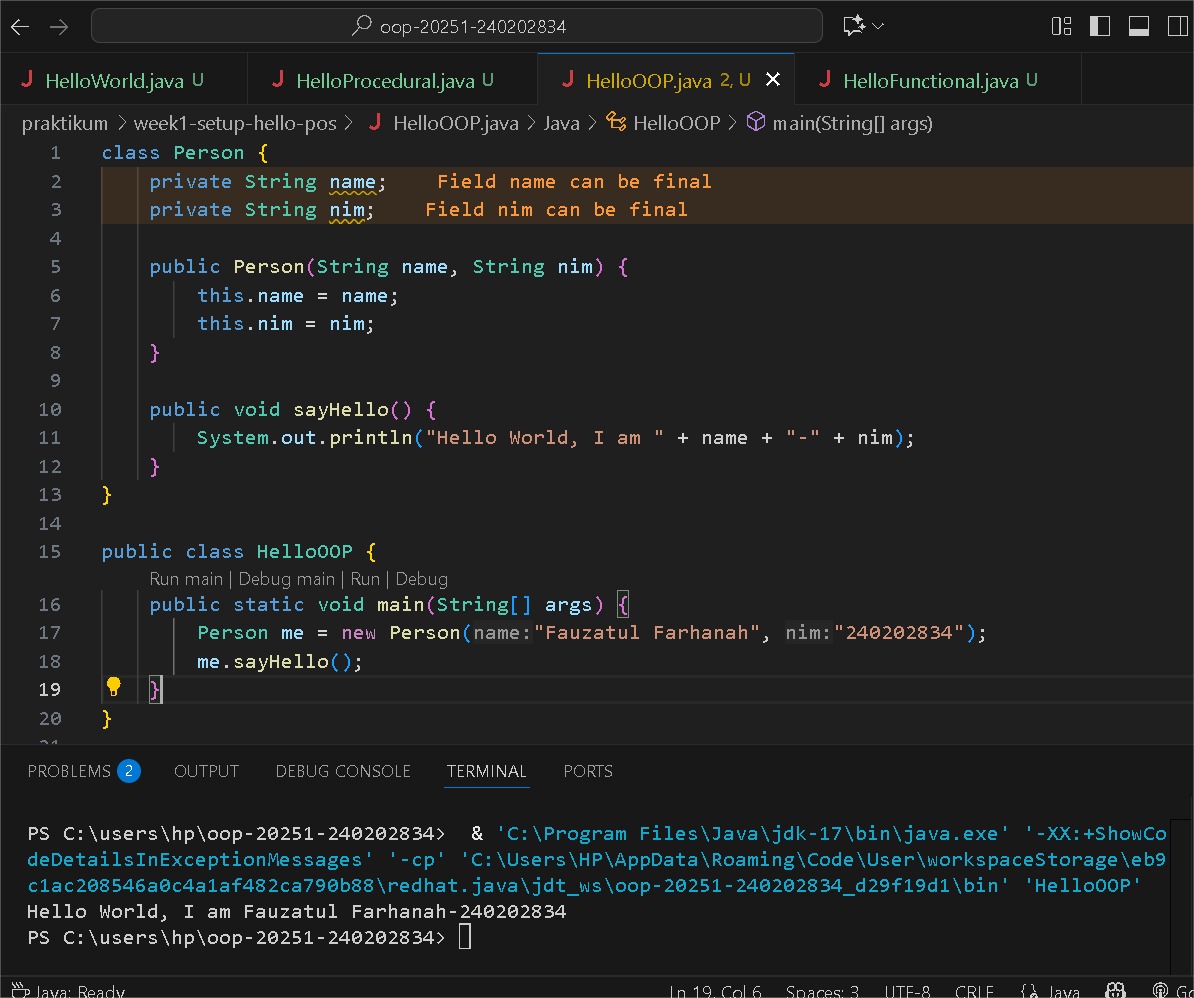 oop-20251-240202834
HelloWorld.java U HelloProcedural.java U HelloOOP.java 2, U HelloFunctional.java U
praktikum > week1-setup-hello-pos > HelloOOP.java > Java > HelloOOP > main(String[] args)
1 class Person {
2 private String name; Field name can be final
3 private String nim; Field nim can be final
4
5 public Person(String name, String nim) {
6 this.name = name;
7 this.nim = nim;
8 }
9
10 public void sayHello() {
11 System.out.println("Hello World, I am " + name + "-" + nim);
12 }
13 }
14
15 public class HelloOOP {
Run main | Debug main | Run | Debug
16 public static void main(String[] args) {
17 Person me = new Person(name:"Fauzatul Farhanah", nim:"240202834");
18 me.sayHello();
19 }
20 }
21
PROBLEMS 2 OUTPUT DEBUG CONSOLE TERMINAL PORTS
PS C:\users\hp\oop-20251-240202834> & 'C:\Program Files\Java\jdk-17\bin\java.exe' '-XX:+ShowCo
deDetailsInExceptionMessages' '-cp' 'C:\Users\HP\AppData\Roaming\Code\User\workspaceStorage\eb9
c1ac208546a0c4a1af482ca790b88\redhat.java\jdt_ws\oop-20251-240202834_d29f19d1\bin' 'HelloOOP'
Hello World, I am Fauzatul Farhanah-240202834
PS C:\users\hp\oop-20251-240202834>
Java: Ready Ln 19, Col 6 Spaces: 3 UTF-8 CRLF {} Java Go